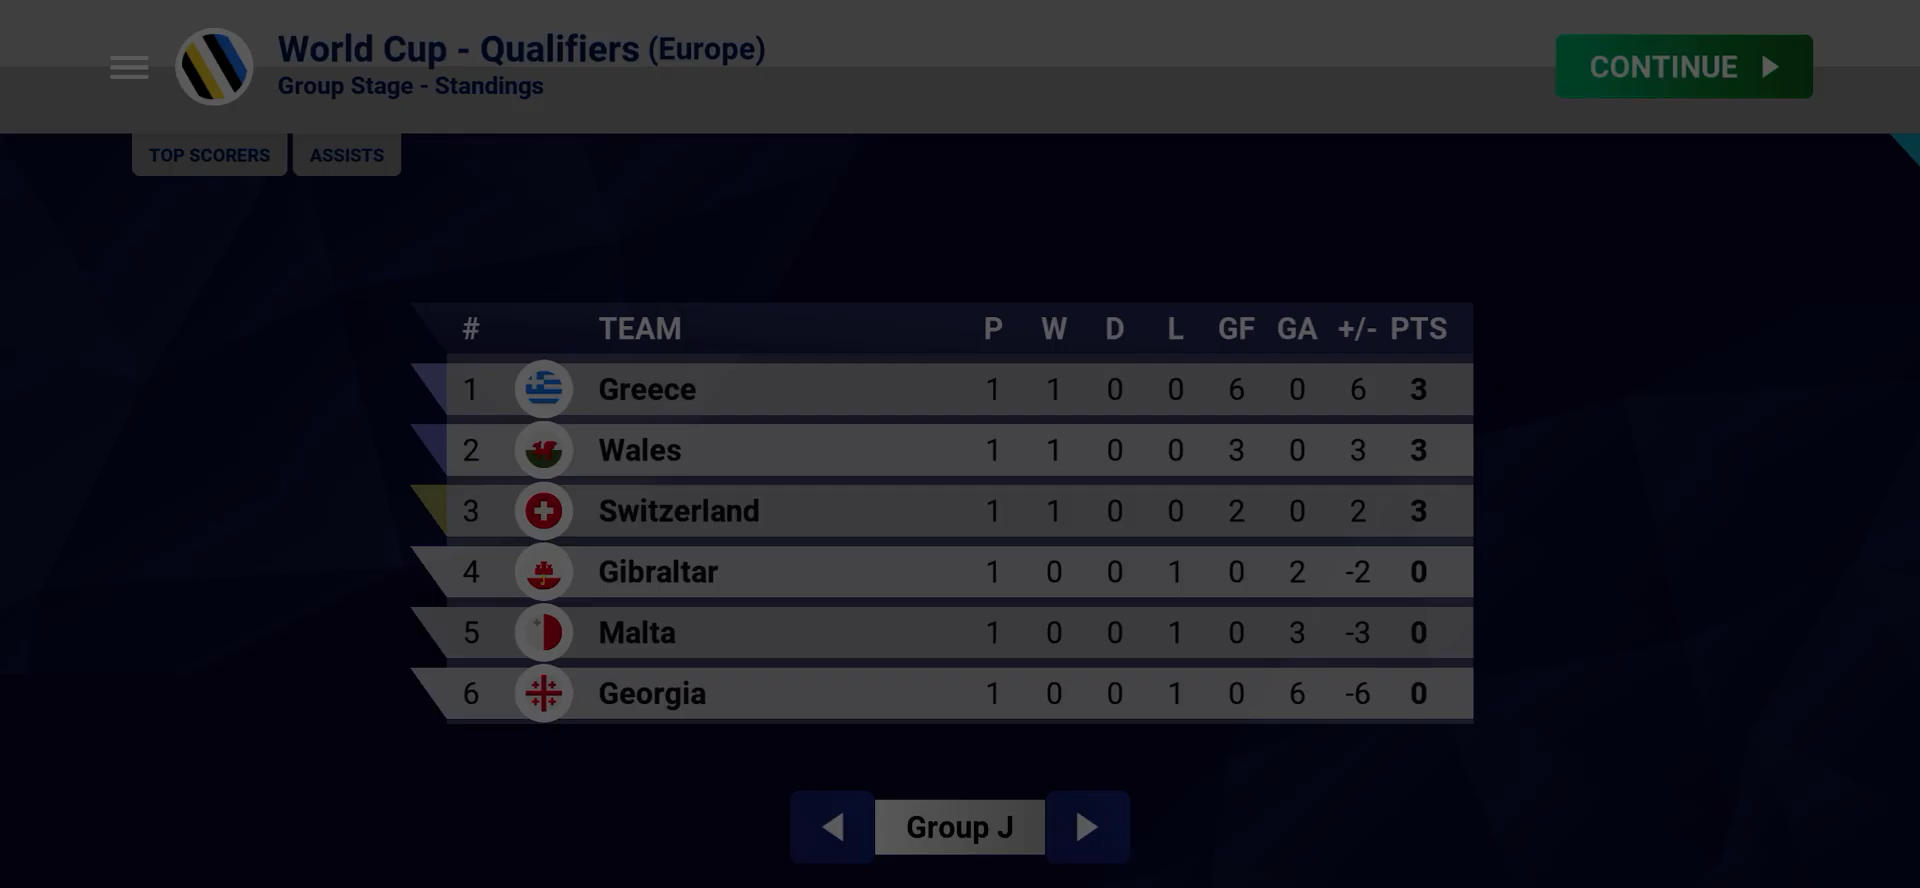 World Cup - Qualifiers (Europe)
Group Stage - Standings
CONTINUE
TOP SCORERS ASSISTS
# TEAM P W D L GF GA +/- PTS
1 Greece 1 1 0 0 6 0 6 3
2 Wales 1 1 0 0 3 0 3 3
3 Switzerland 1 1 0 0 2 0 2 3
4 Gibraltar 1 0 0 1 0 2 -2 0
5 Malta 1 0 0 1 0 3 -3 0
6 Georgia 1 0 0 1 0 6 -6 0
Group J